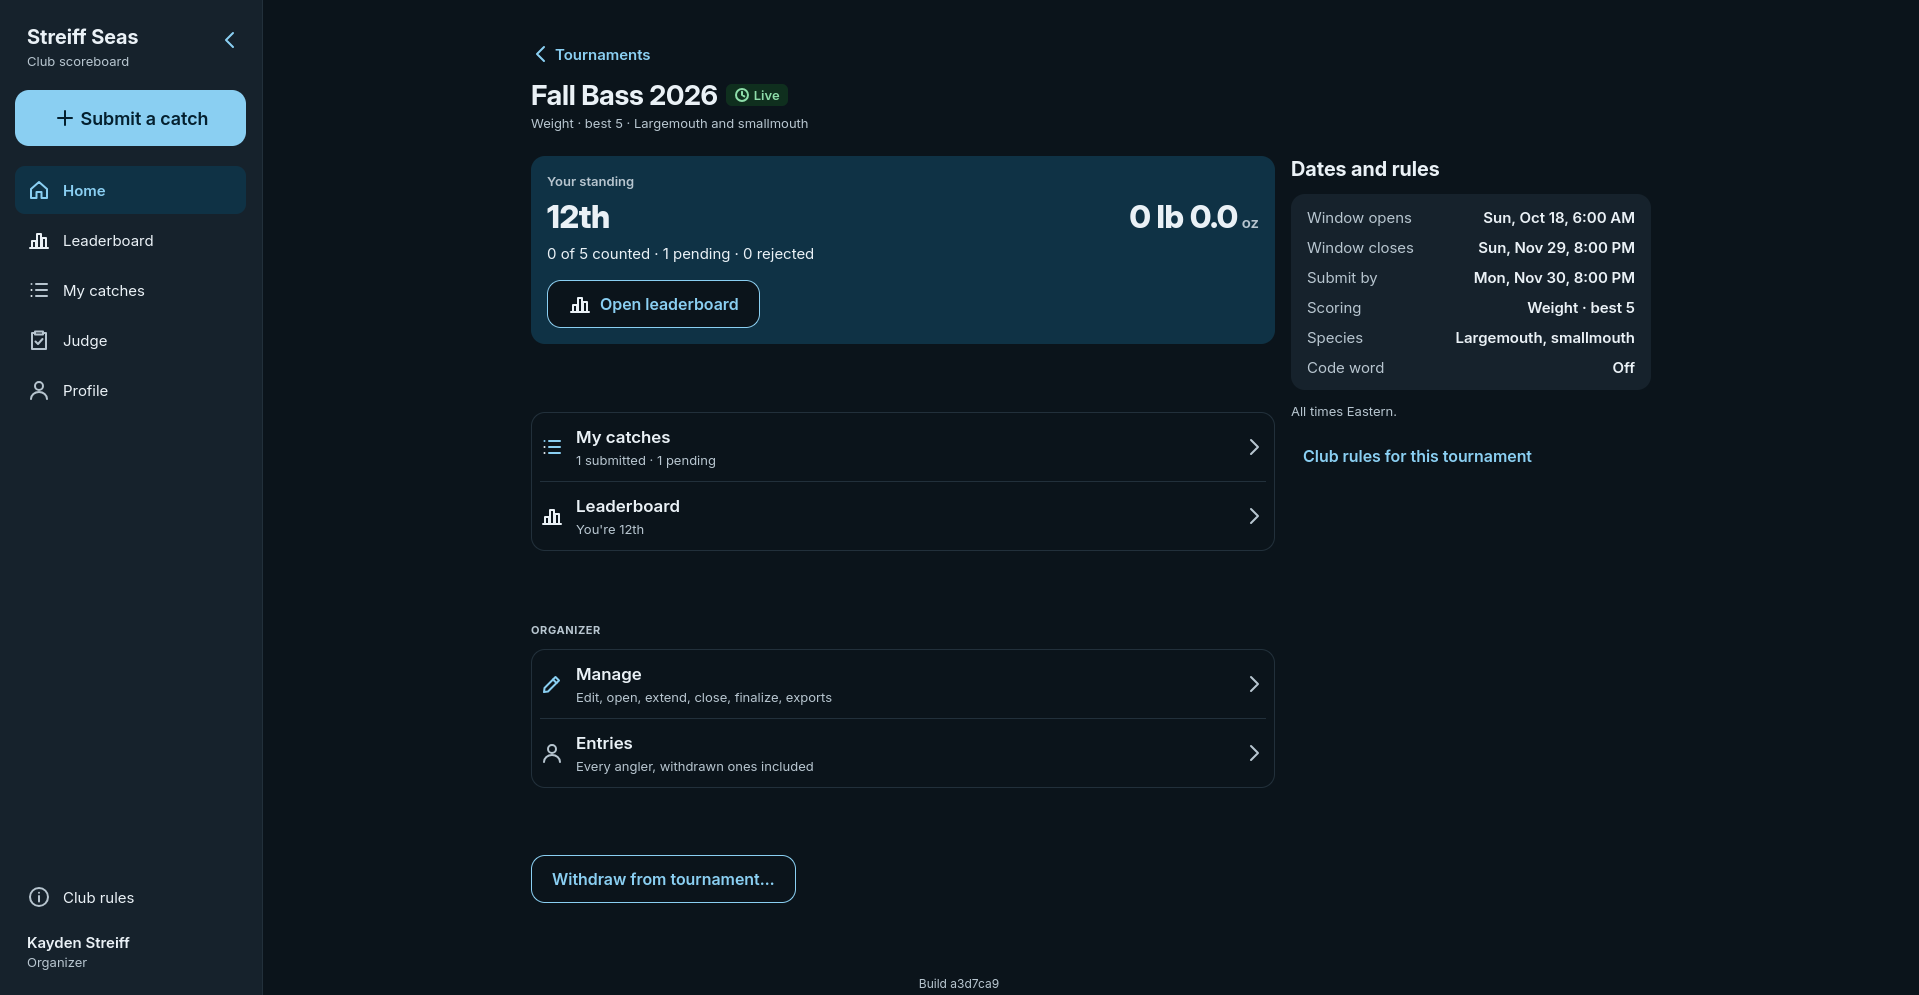 Streiff Seas
Club scoreboard
Submit a catch
Home
Leaderboard
My catches
Judge
Profile
Club rules
Kayden Streiff
Organizer
Tournaments
Fall Bass 2026 Live
Weight · best 5 · Largemouth and smallmouth
Your standing
12th 0 lb 0.0 oz
0 of 5 counted · 1 pending · 0 rejected
Open leaderboard
My catches
1 submitted · 1 pending
Leaderboard
You're 12th
ORGANIZER
Manage
Edit, open, extend, close, finalize, exports
Entries
Every angler, withdrawn ones included
Withdraw from tournament...
Dates and rules
Window opens Sun, Oct 18, 6:00 AM
Window closes Sun, Nov 29, 8:00 PM
Submit by Mon, Nov 30, 8:00 PM
Scoring Weight · best 5
Species Largemouth, smallmouth
Code word Off
All times Eastern.
Club rules for this tournament
Build a3d7ca9